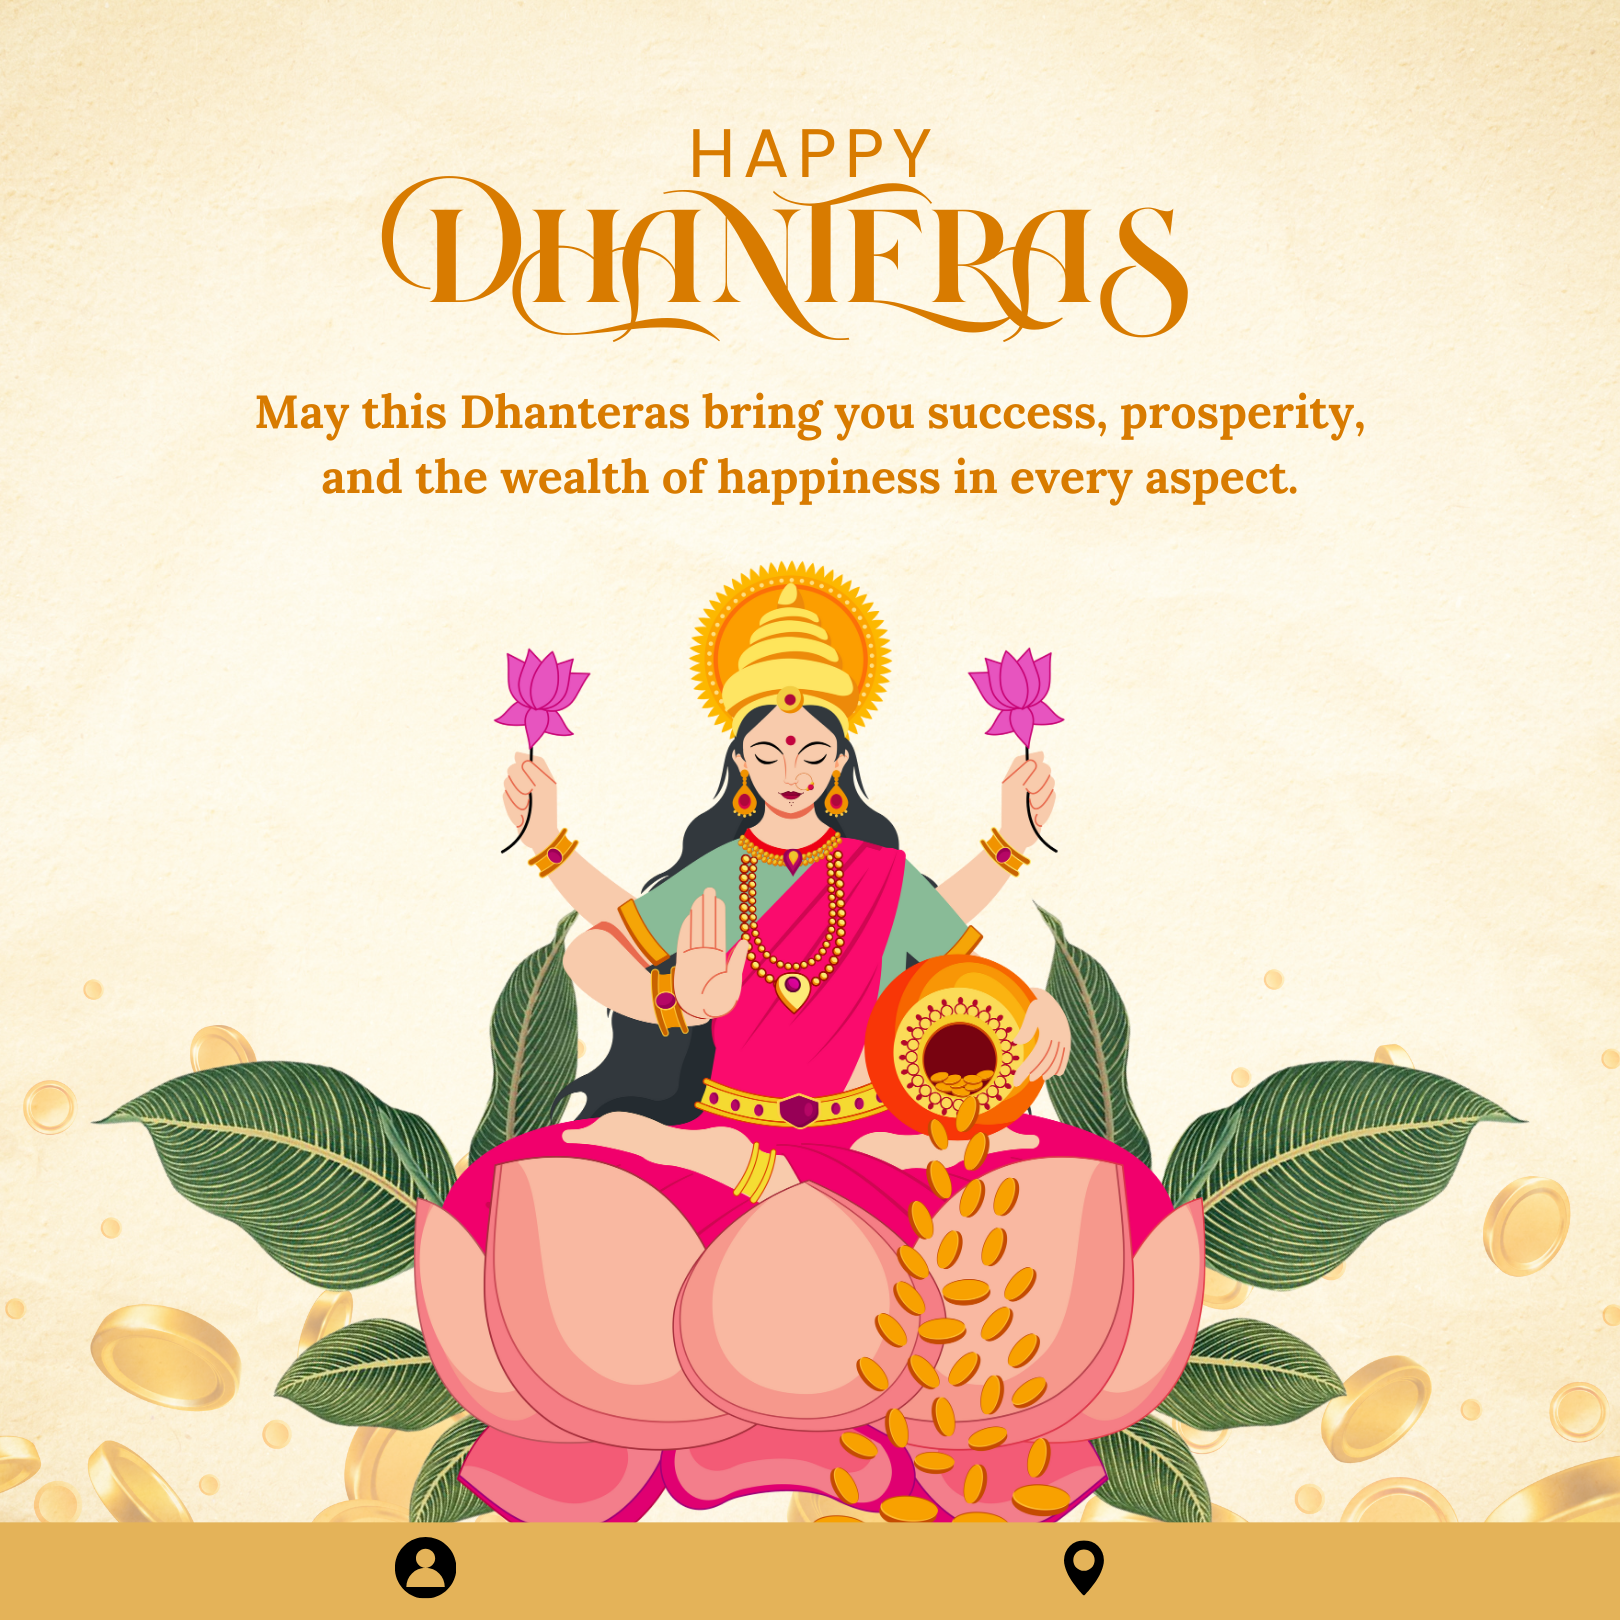 HAPPY
DHANTERAS
May this Dhanteras bring you success, prosperity,
and the wealth of happiness in every aspect.